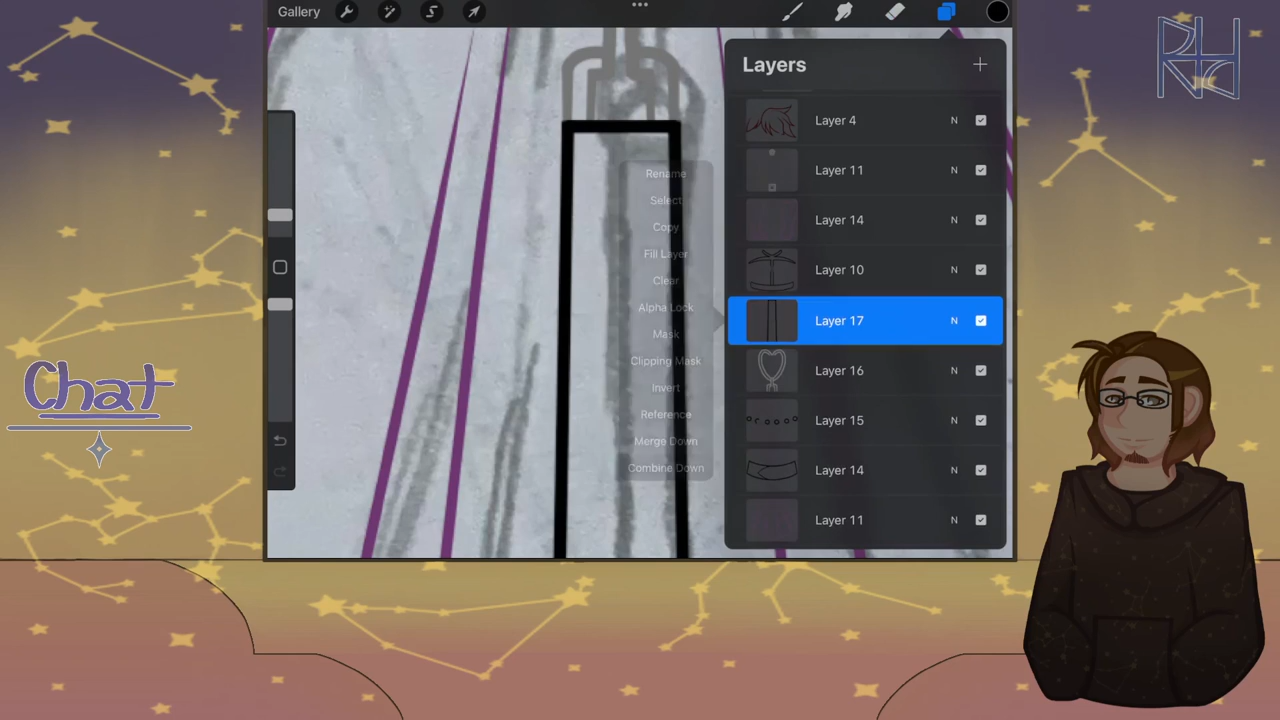 Gallery
Layers
Layer 4 N
Layer 11 N
Rename
Select
Layer 14 N
Copy
Fill Layer
Layer 10 N
Clear
Alpha Lock
Layer 17 N
Mask
Clipping Mask
Layer 16 N
Invert
Reference
Layer 15 N
Merge Down
Combine Down
Layer 14 N
Layer 11 N
Chat